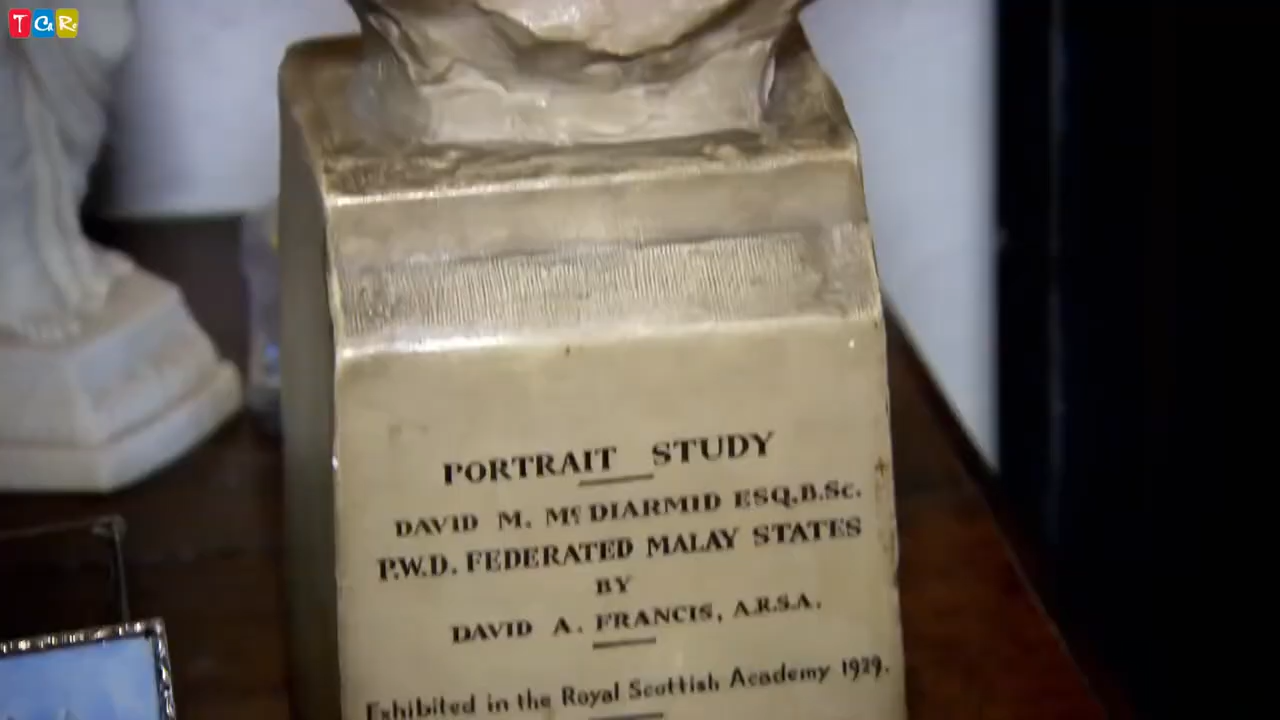 TGR
PORTRAIT STUDY
DAVID M. McDIARMID ESQ,B.Sc.
P.W.D. FEDERATED MALAY STATES
BY
DAVID A. FRANCIS, A.R.S.A.
Exhibited in the Royal Scottish Academy 1929.